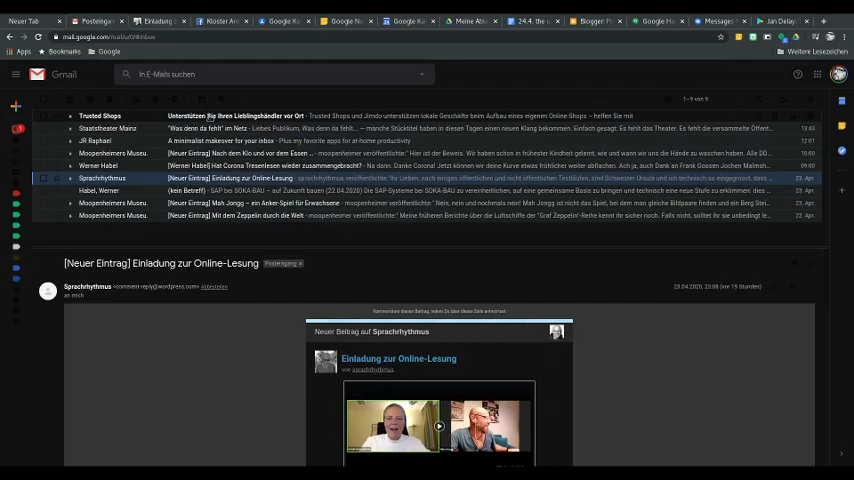 Neuer Tab
Posteingan
Einladung z
Kloster Arn
Google Ko
Google No
Google Kal
Meine Abl
24.4. the u
Blogger: P
Google Ha
Messages f
Jan Delay
mail.google.com/mail/u/0/#inbox
Apps Bookmarks Google Weitere Lesezeichen
Gmail In E-Mails suchen
1–9 von 9
Trusted Shops Unterstützen Sie Ihren Lieblingshändler vor Ort - Trusted Shops und Jimdo unterstützen lokale Geschäfte beim Aufbau eines eigenen Online-Shops – helfen Sie mit
Staatstheater Mainz "Was denn da fehlt" im Netz - Liebes Publikum, Was denn da fehlt... — manche Stücktitel haben in diesen Tagen einen neuen Klang bekommen. Einfach gesagt: Es fehlt das Theater. Es fehlt die versammelte Öffent... 13:43
JR Raphael A minimalist makeover for your inbox - Plus my favorite apps for at-home productivity 12:01
Moopenheimers Museu. [Neuer Eintrag] Nach dem Klo und vor dem Essen ... - moopenheimer veröffentlichte: "Hier ist der Beweis. Wir haben schon in frühster Kindheit gelernt, wie und wann wir uns die Hände zu waschen haben. Alle DO... 10:00
Werner Habel [Werner Habel] Hat Corona Tresenlesen wieder zusammengebracht? - Na dann. Danke Corona! Jetzt können wir deine Kurve etwas fröhlicher weiter abflachen. Danke, ach an Frank Goosen Jochen Malmsh... 09:00
Sprachrhythmus [Neuer Eintrag] Einladung zur Online-Lesung - sprachrhythmus veröffentlichte: "Ihr Lieben, nach einigen öffentlichen und nicht öffentlichen Testläufen, sind Schwester Ursula und ich technisch so eingegroovt, dass... 23. Apr.
Habel, Werner (kein Betreff) - SAP bei SOKA-BAU – auf Zukunft bauen (22.04.2020) Die SAP-Systeme bei SOKA-BAU zu vereinheitlichen, auf eine gemeinsame Basis zu bringen und technisch eine neue Stufe zu erklimmen: dies ... 23. Apr.
Moopenheimers Museu. [Neuer Eintrag] Mah Jongg – ein Anker-Spiel für Erwachsene - moopenheimer veröffentlichte: "Nein, nein und nochmals nein! Mah Jongg ist nicht das Spiel, bei dem man gleiche Bildpaare finden und ein Berg Stei... 23. Apr.
Moopenheimers Museu. [Neuer Eintrag] Mit dem Zeppelin durch die Welt - moopenheimer veröffentlichte: "Meine früheren Berichte über die Luftschiffe der "Graf Zeppelin"-Reihe kennt ihr sicher noch. Falls nicht, solltet ihr sie unbedingt le... 22. Apr.
[Neuer Eintrag] Einladung zur Online-Lesung Posteingang ×
Sprachrhythmus <comment-reply@wordpress.com> Abbestellen 23.04.2020, 23:08 (vor 19 Stunden)
an mich
Kommentiere diesen Beitrag, indem Du über dieser Zeile antwortest
Neuer Beitrag auf Sprachrhythmus
Einladung zur Online-Lesung
von sprachrhythmus